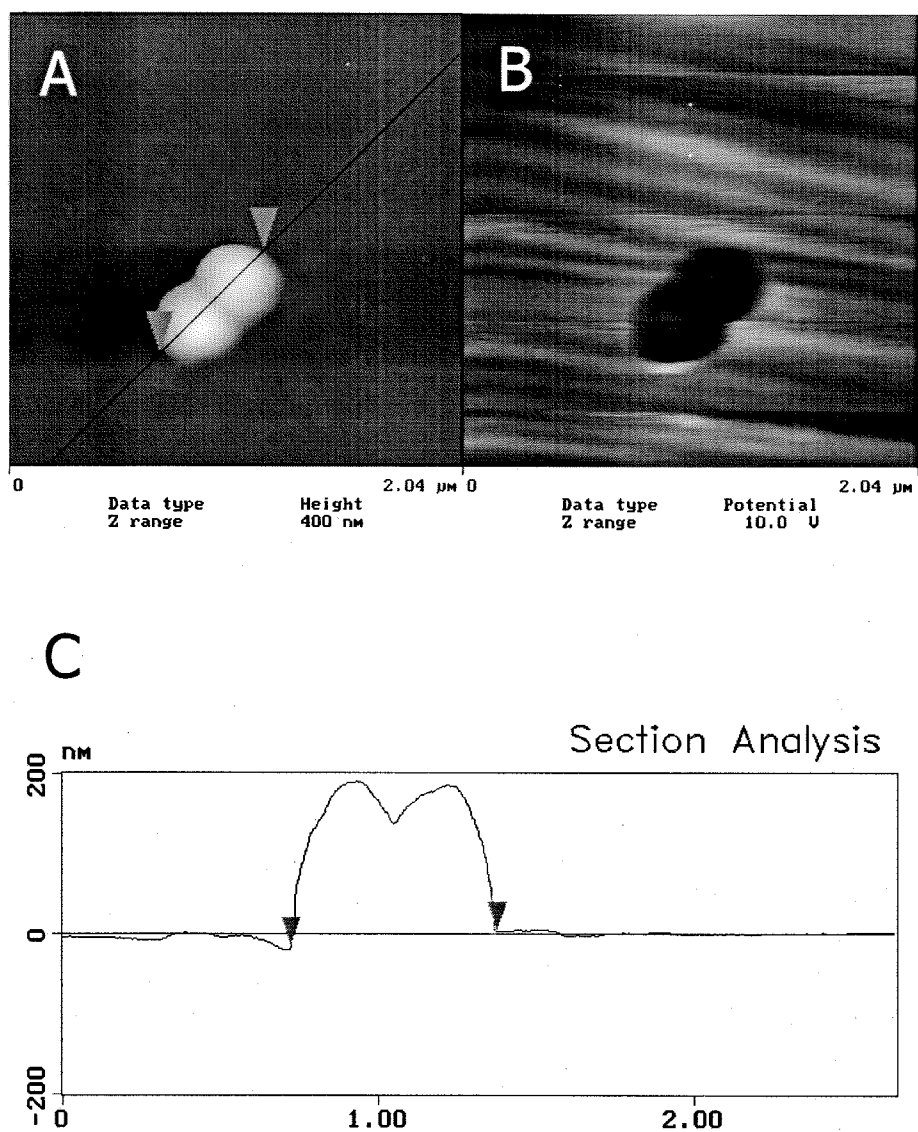 A B
0 2.04 µM 0 2.04 µM
Data type Height Data type Potential
Z range 400 nM Z range 10.0 V
C
Section Analysis
nM
200
0
-200
0 1.00 2.00